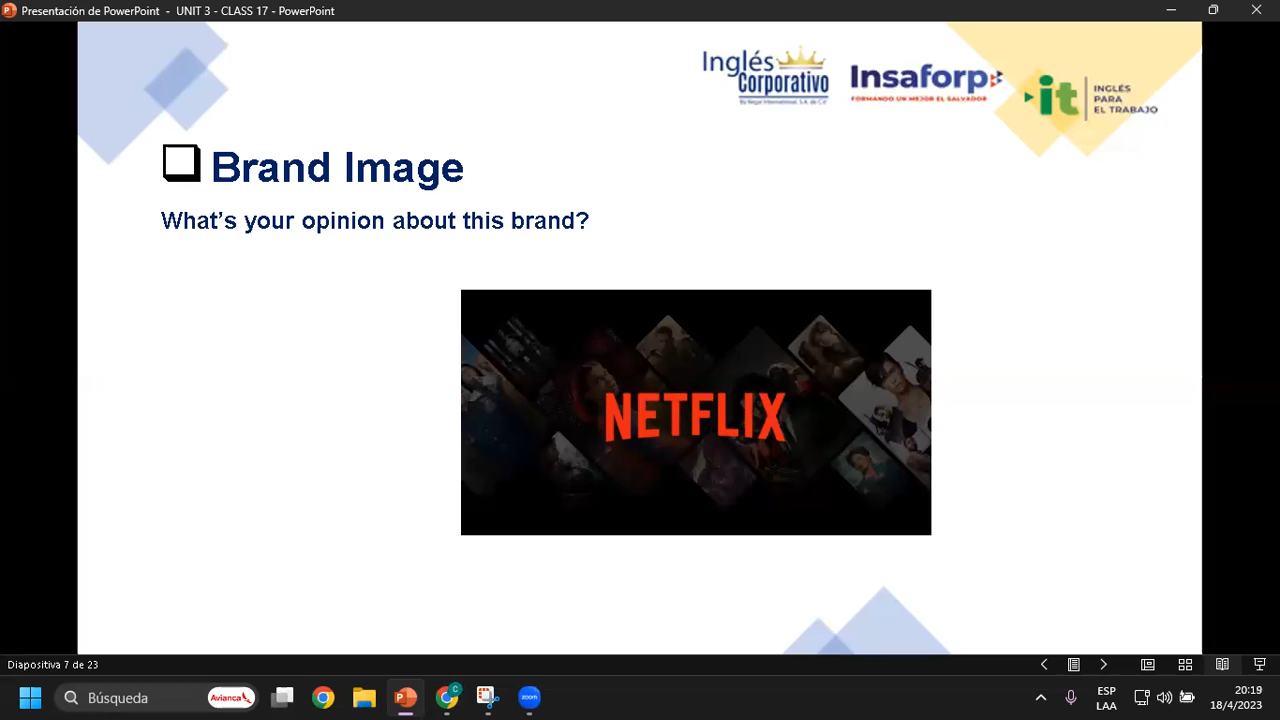 Presentación de PowerPoint - UNIT 3 - CLASS 17 - PowerPoint
Inglés
Corporativo
Insaforp
FORMANDO UN MEJOR EL SALVADOR
it
INGLÉS
PARA
EL TRABAJO
Brand Image
What's your opinion about this brand?
NETFLIX
Diapositiva 7 de 23
Búsqueda
Avianca
C
zoom
ESP
LAA
20:19
18/4/2023